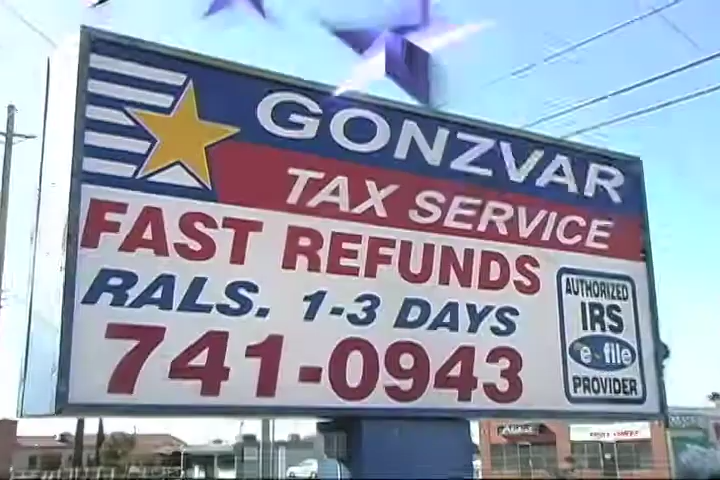 GONZVAR
TAX SERVICE
FAST REFUNDS
RALS. 1-3 DAYS
741-0943
AUTHORIZED
IRS
e-file
PROVIDER